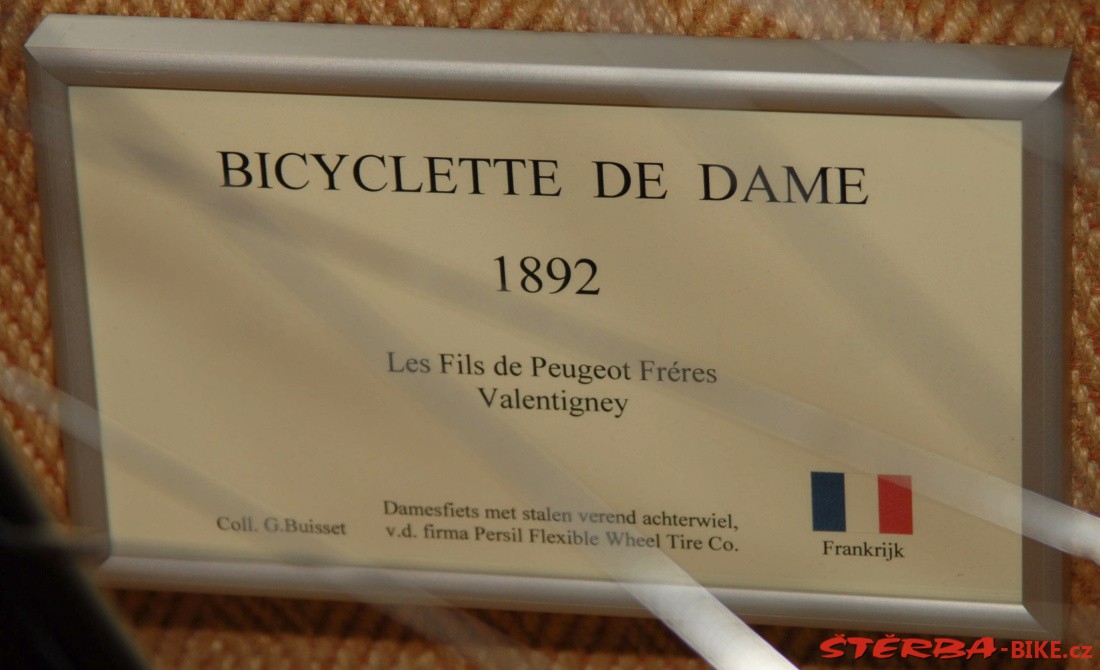 BICYCLETTE DE DAME
1892
Les Fils de Peugeot Fréres
Valentigney
Coll. G.Buisset
Damesfiets met stalen verend achterwiel,
v.d. firma Persil Flexible Wheel Tire Co.
Frankrijk
ŠTĚRBA-BIKE.cz